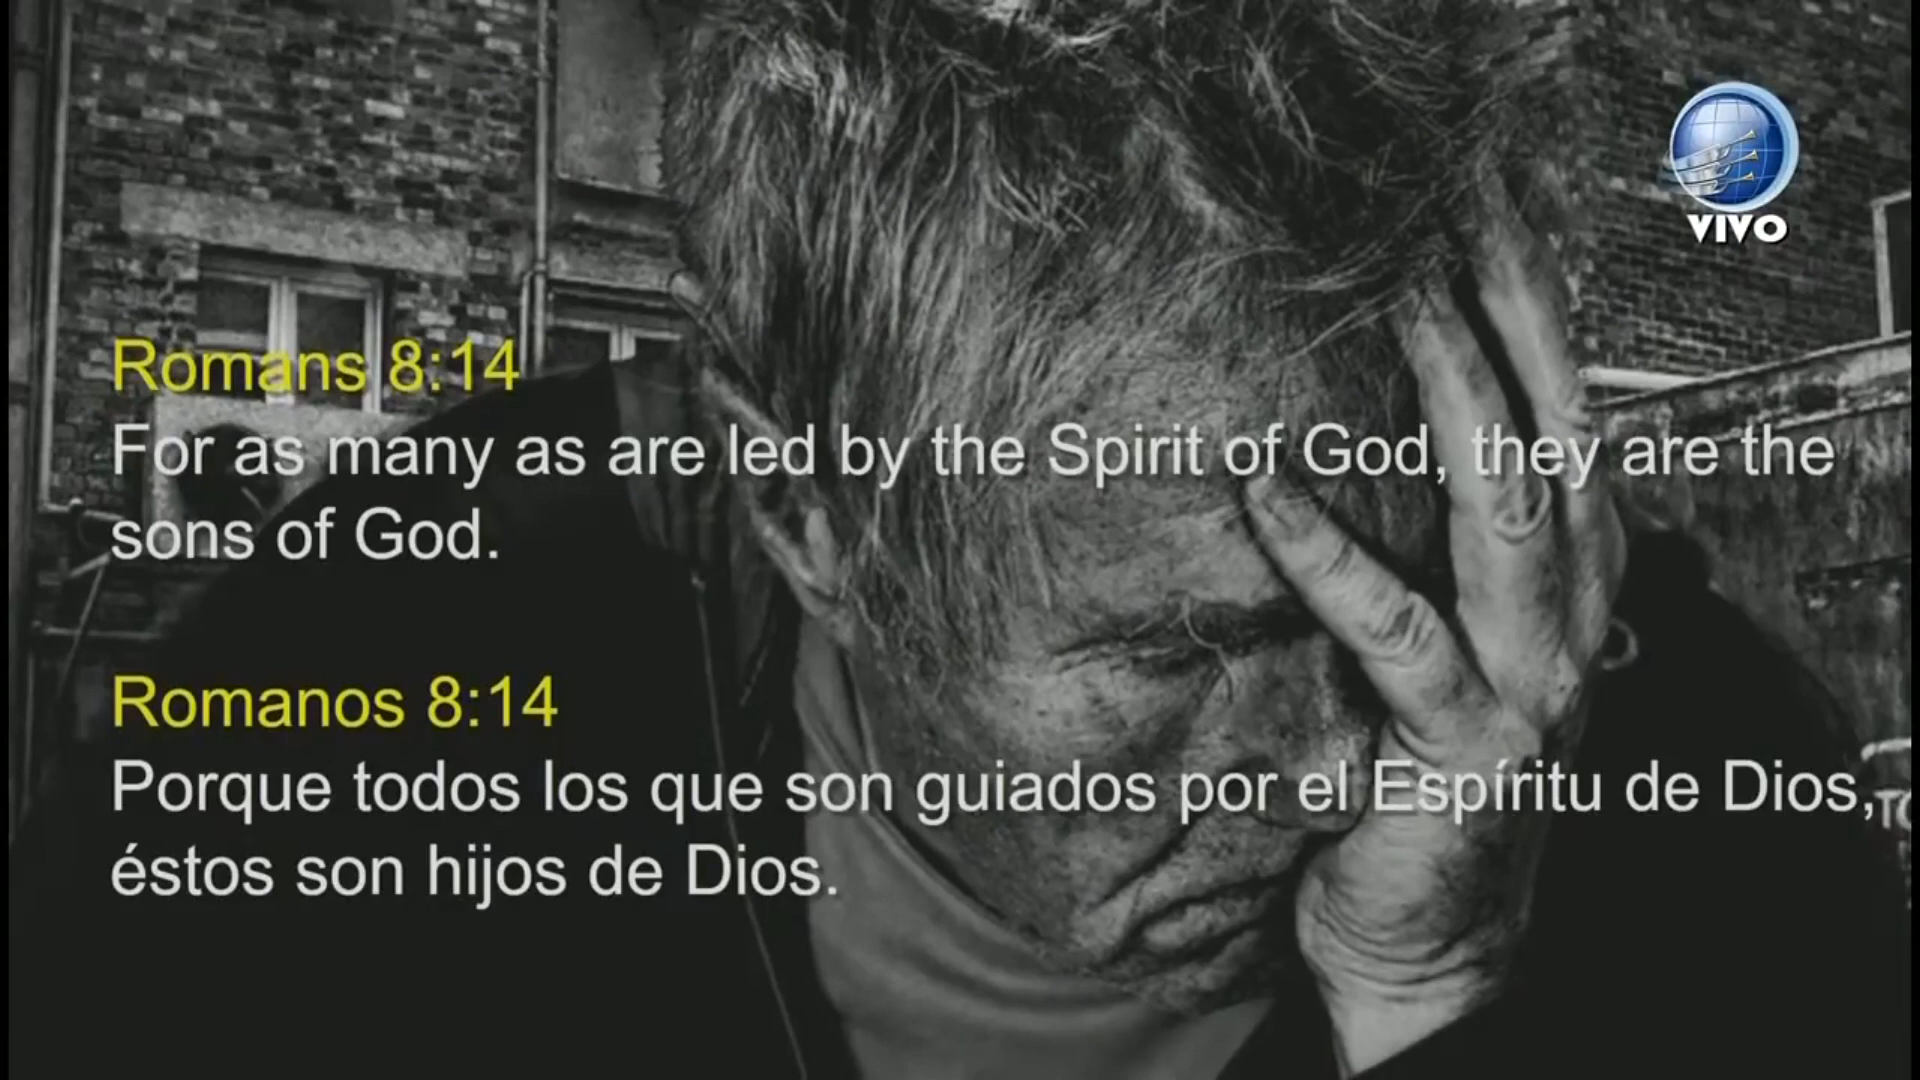 VIVO
Romans 8:14
For as many as are led by the Spirit of God, they are the
sons of God.
Romanos 8:14
Porque todos los que son guiados por el Espíritu de Dios,
éstos son hijos de Dios.